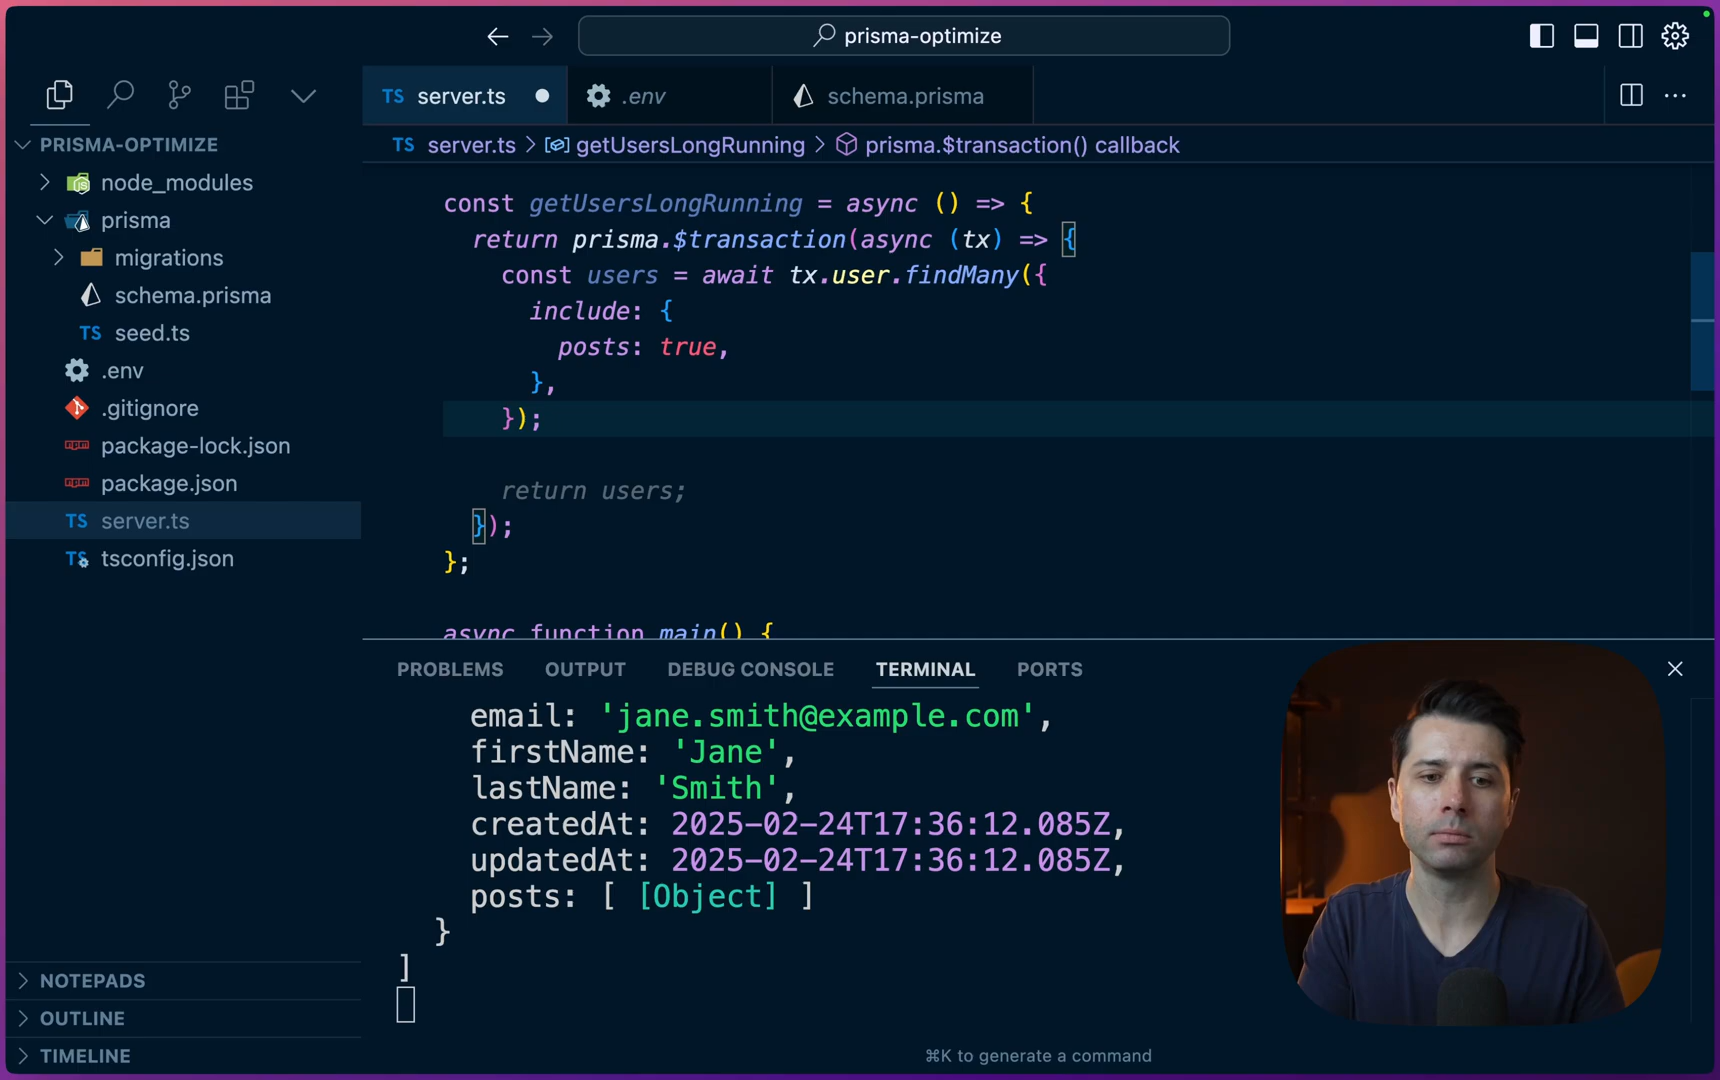 prisma-optimize
TS server.ts
.env
schema.prisma
PRISMA-OPTIMIZE
TS server.ts > getUsersLongRunning > prisma.$transaction() callback
node_modules
prisma
migrations
schema.prisma
TS seed.ts
.env
.gitignore
package-lock.json
package.json
TS server.ts
TS tsconfig.json
NOTEPADS
OUTLINE
TIMELINE
const getUsersLongRunning = async () => {
return prisma.$transaction(async (tx) => {
const users = await tx.user.findMany({
include: {
posts: true,
},
});
return users;
});
};
async function main() {
PROBLEMS OUTPUT DEBUG CONSOLE TERMINAL PORTS
email: 'jane.smith@example.com',
firstName: 'Jane',
lastName: 'Smith',
createdAt: 2025-02-24T17:36:12.085Z,
updatedAt: 2025-02-24T17:36:12.085Z,
posts: [ [Object] ]
}
]
⌘K to generate a command